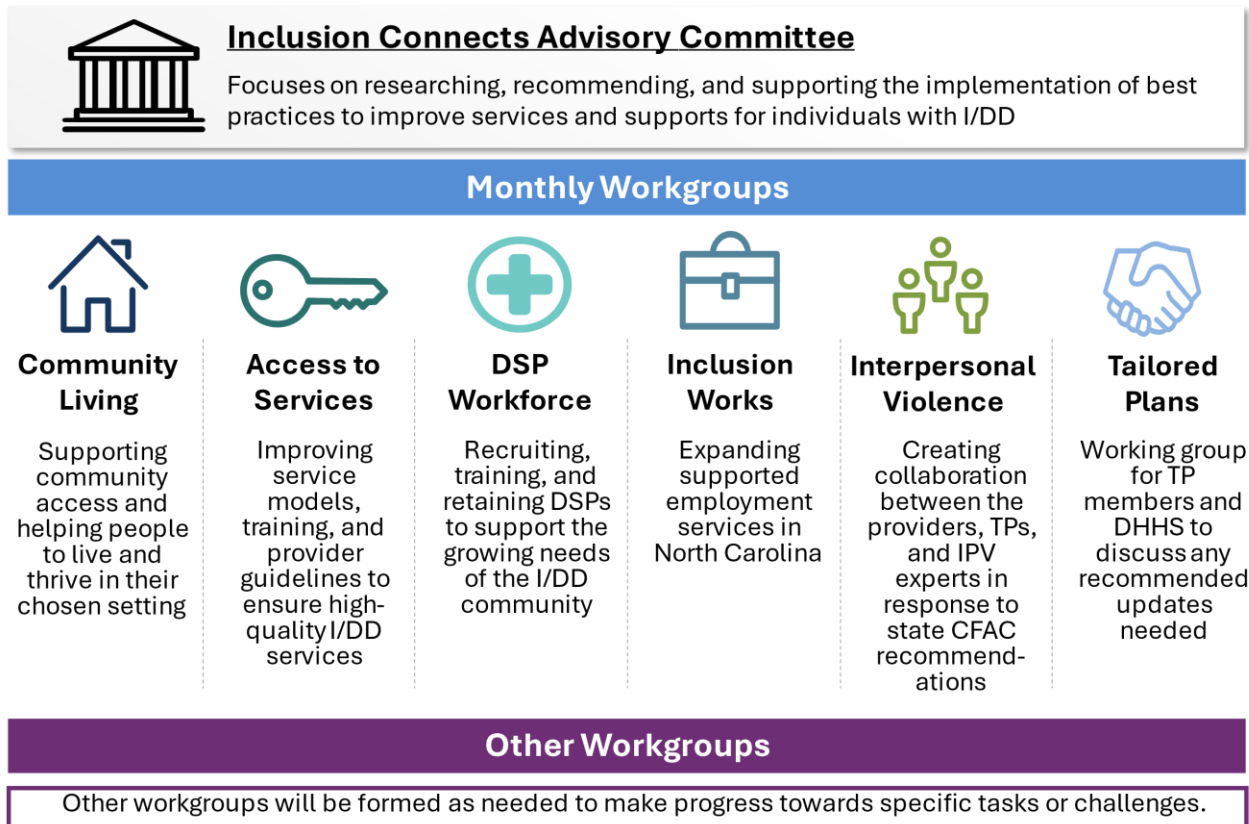 Inclusion Connects Advisory Committee
Focuses on researching, recommending, and supporting the implementation of best
practices to improve services and supports for individuals with I/DD
Monthly Workgroups
Community
Living
Supporting
community
access and
helping people
to live and
thrive in their
chosen setting
Access to
Services
Improving
service
models,
training, and
provider
guidelines to
ensure high-
quality I/DD
services
DSP
Workforce
Recruiting,
training, and
retaining DSPs
to support the
growing needs
of the I/DD
community
Inclusion
Works
Expanding
supported
employment
services in
North Carolina
Interpersonal
Violence
Creating
collaboration
between the
providers, TPs,
and IPV
experts in
response to
state CFAC
recommend-
ations
Tailored
Plans
Working group
for TP
members and
DHHS to
discuss any
recommended
updates
needed
Other Workgroups
Other workgroups will be formed as needed to make progress towards specific tasks or challenges.